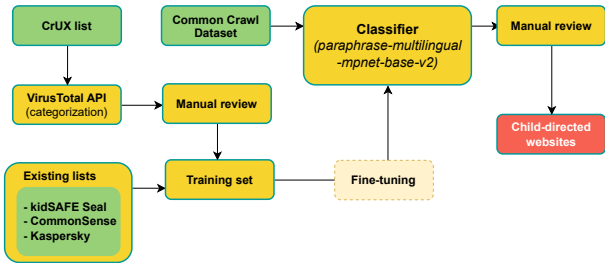 CrUX list
Common Crawl
Dataset
Classifier
(paraphrase-multilingual
-mpnet-base-v2)
Manual review
VirusTotal API
(categorization)
Manual review
Child-directed
websites
Existing lists
- kidSAFE Seal
- CommonSense
- Kaspersky
Training set
Fine-tuning